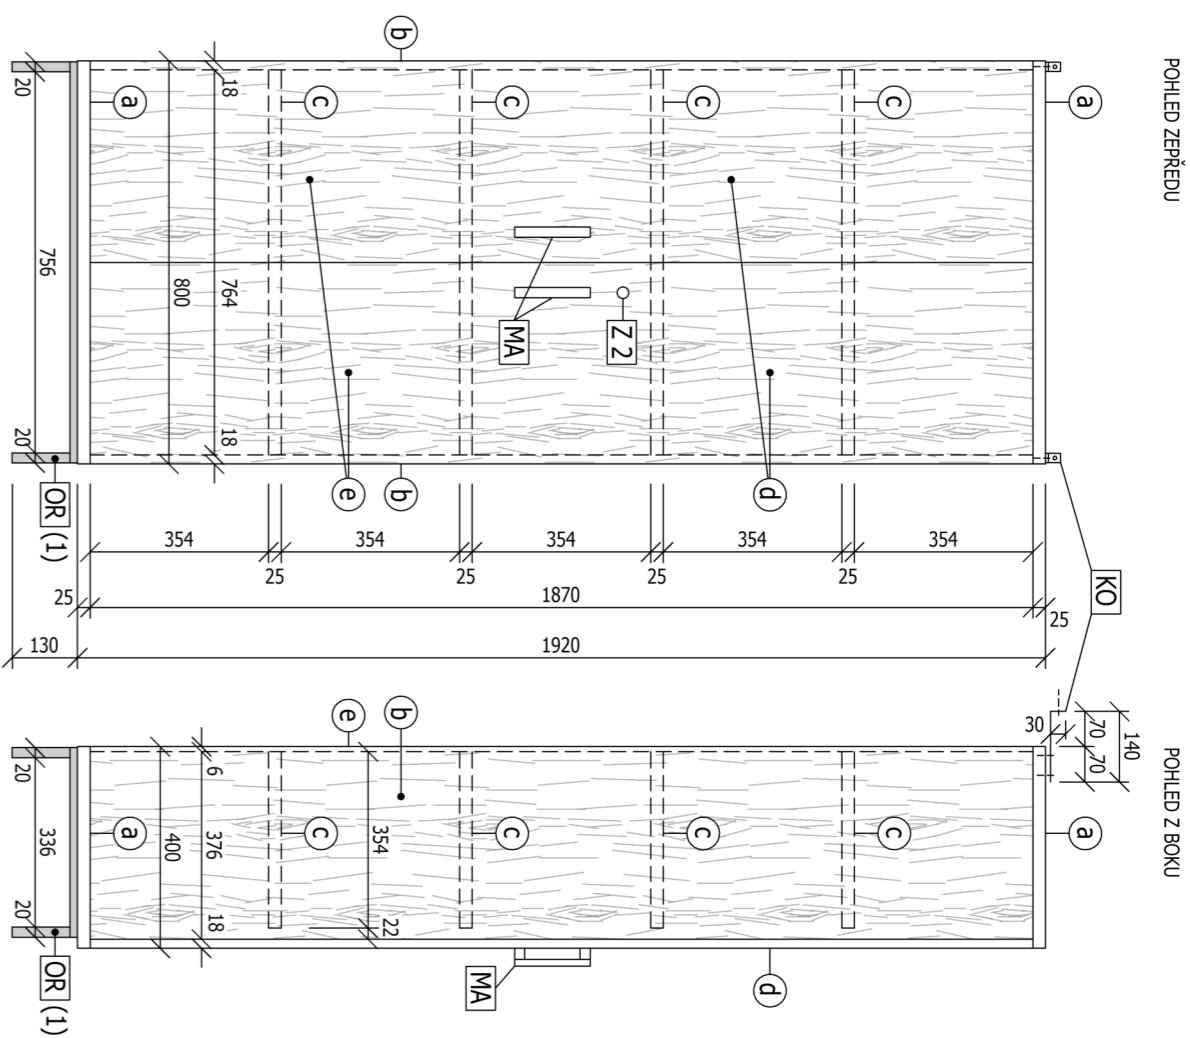 POHLED ZEPŘEDU
b
a
c
c
c
c
a
20
18
756
800
764
MA
Z 2
20
18
OR (1)
e
b
d
KO
354
354
354
354
354
25
25
25
25
25
1870
25
130
1920
POHLED Z BOKU
e
b
30
70
70
140
20
6
a
c
c
c
c
a
336
400
376
354
20
18
22
OR (1)
MA
d